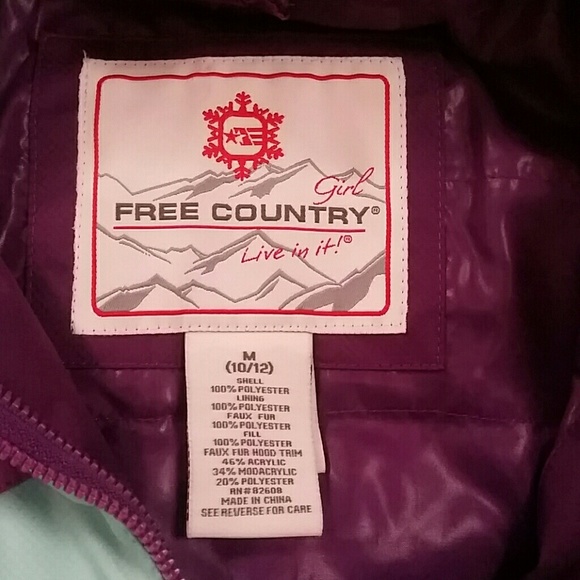 Girl
FREE COUNTRY®
Live in it!®
M
(10/12)
SHELL
100% POLYESTER
LINING
100% POLYESTER
FAUX FUR
100% POLYESTER
FILL
100% POLYESTER
FAUX FUR HOOD TRIM
46% ACRYLIC
34% MODACRYLIC
20% POLYESTER
RN# 82608
MADE IN CHINA
SEE REVERSE FOR CARE